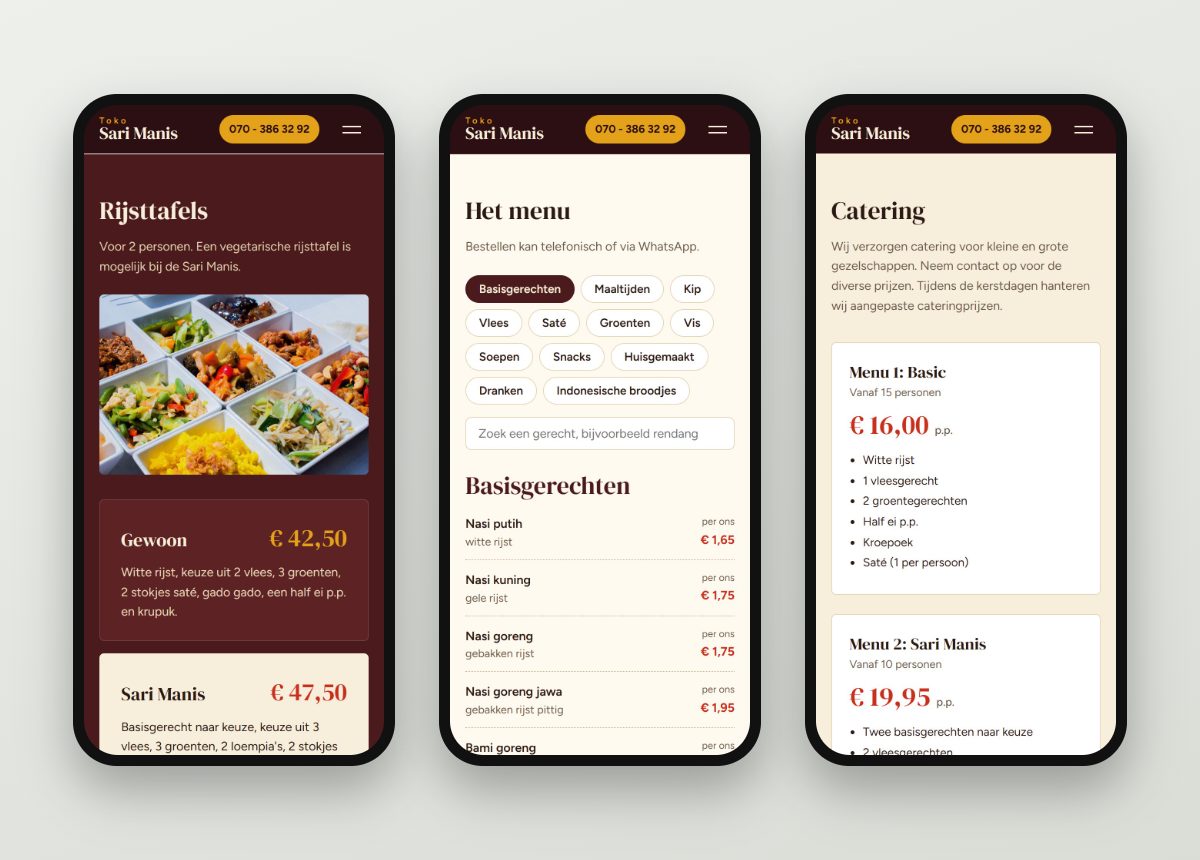 Toko
Sari Manis
070 - 386 32 92
Rijsttafels
Voor 2 personen. Een vegetarische rijsttafel is
mogelijk bij de Sari Manis.
Gewoon
€ 42,50
Witte rijst, keuze uit 2 vlees, 3 groenten,
2 stokjes saté, gado gado, een half ei p.p.
en krupuk.
Sari Manis
€ 47,50
Basisgerecht naar keuze, keuze uit 3
vlees, 3 groenten, 2 loempia's, 2 stokjes
Toko
Sari Manis
070 - 386 32 92
Het menu
Bestellen kan telefonisch of via WhatsApp.
Basisgerechten
Maaltijden
Kip
Vlees
Saté
Groenten
Vis
Soepen
Snacks
Huisgemaakt
Dranken
Indonesische broodjes
Zoek een gerecht, bijvoorbeeld rendang
Basisgerechten
Nasi putih
per ons
witte rijst
€ 1,65
Nasi kuning
per ons
gele rijst
€ 1,75
Nasi goreng
per ons
gebakken rijst
€ 1,75
Nasi goreng jawa
per ons
gebakken rijst pittig
€ 1,95
Bami goreng
per ons
Toko
Sari Manis
070 - 386 32 92
Catering
Wij verzorgen catering voor kleine en grote
gezelschappen. Neem contact op voor de
diverse prijzen. Tijdens de kerstdagen hanteren
wij aangepaste cateringprijzen.
Menu 1: Basic
Vanaf 15 personen
€ 16,00 p.p.
• Witte rijst
• 1 vleesgerecht
• 2 groentegerechten
• Half ei p.p.
• Kroepoek
• Saté (1 per persoon)
Menu 2: Sari Manis
Vanaf 10 personen
€ 19,95 p.p.
• Twee basisgerechten naar keuze
• 2 vleesgerechten